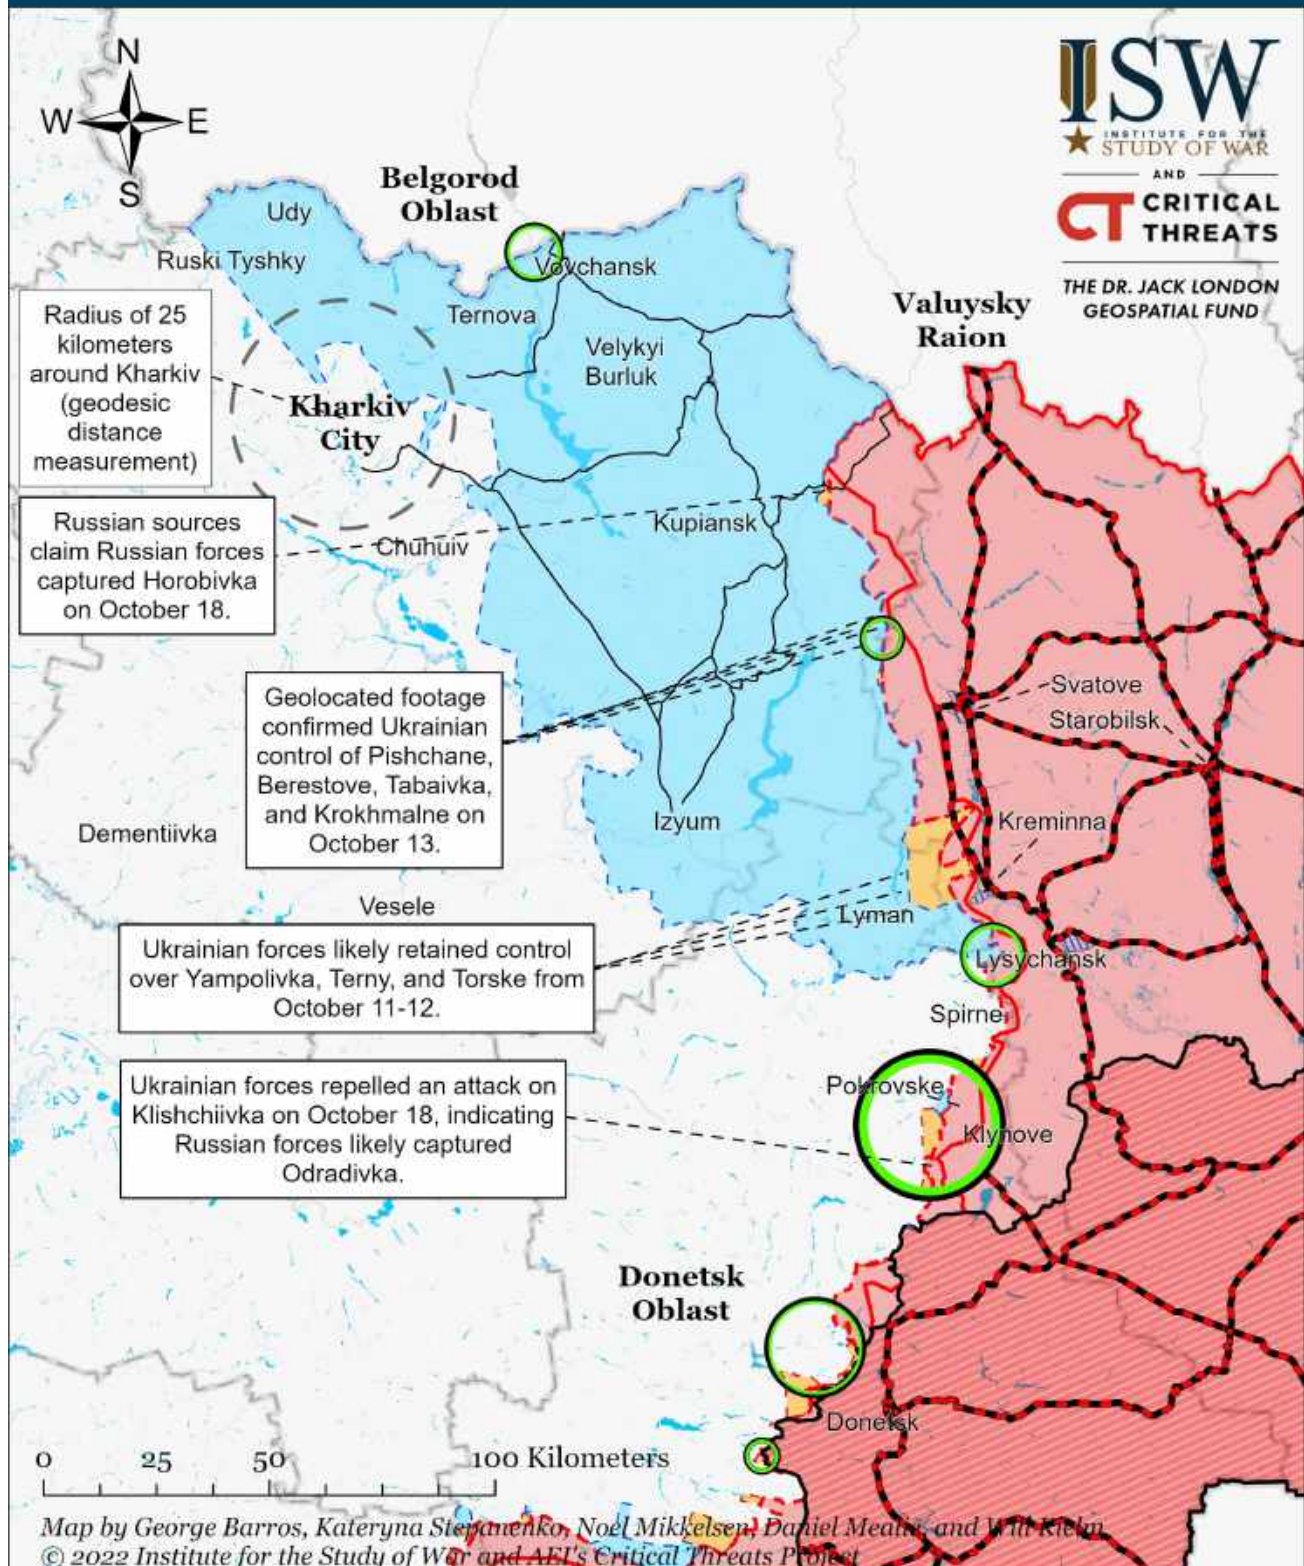 N
W E
S
ISW
INSTITUTE FOR THE
STUDY OF WAR
AND
CT CRITICAL
THREATS
THE DR. JACK LONDON
GEOSPATIAL FUND
Belgorod
Oblast
Udy
Ruski Tyshky
Vovchansk
Ternova
Valuysky
Raion
Velykyi
Burluk
Radius of 25
kilometers
around Kharkiv
(geodesic
distance
measurement)
Kharkiv
City
Russian sources
claim Russian forces
captured Horobivka
on October 18.
Kupiansk
Chuhuiv
Geolocated footage
confirmed Ukrainian
control of Pishchane,
Berestove, Tabaivka,
and Krokhmalne on
October 13.
Svatove
Starobilsk
Izyum
Kreminna
Dementiivka
Vesele
Lyman
Ukrainian forces likely retained control
over Yampolivka, Terny, and Torske from
October 11-12.
Lysychansk
Spirne
Ukrainian forces repelled an attack on
Klishchiivka on October 18, indicating
Russian forces likely captured
Odradivka.
Pokrovske
Klynove
Donetsk
Oblast
Donetsk
0 25 50 100 Kilometers
Map by George Barros, Kateryna Stepanenko, Noel Mikkelsen, Daniel Mealie, and Will Kielm
© 2022 Institute for the Study of War and AEI's Critical Threats Project